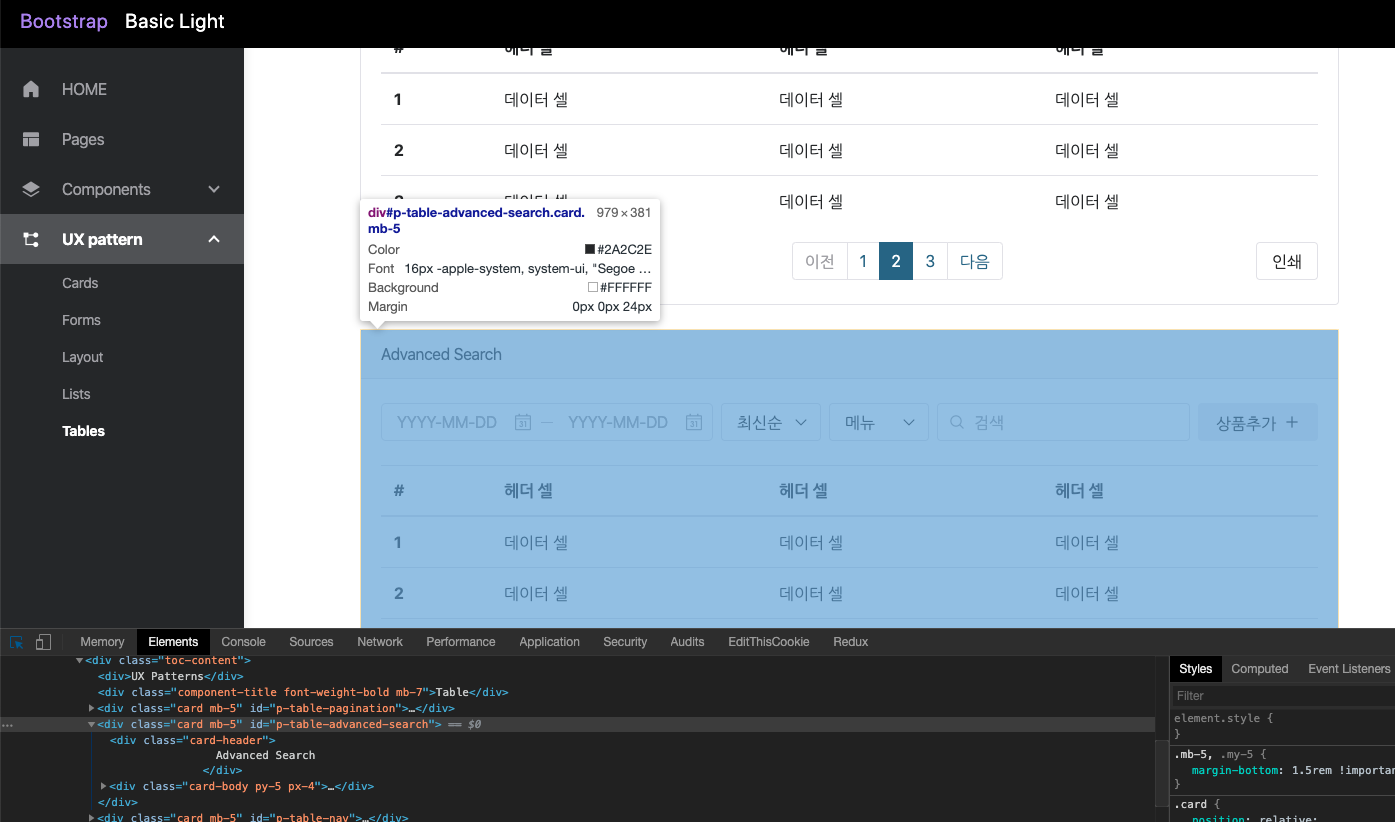 Bootstrap Basic Light
HOME
Pages
Components
UX pattern
Cards
Forms
Layout
Lists
Tables
# 헤더 셀 헤더 셀 헤더 셀
1 데이터 셀 데이터 셀 데이터 셀
2 데이터 셀 데이터 셀 데이터 셀
3 데이터 셀 데이터 셀 데이터 셀
이전 1 2 3 다음 인쇄
div#p-table-advanced-search.card. 979 × 381
mb-5
Color #2A2C2E
Font 16px -apple-system, system-ui, "Segoe ...
Background #FFFFFF
Margin 0px 0px 24px
Advanced Search
YYYY-MM-DD 31 — YYYY-MM-DD 31 최신순 메뉴 검색 상품추가 +
# 헤더 셀 헤더 셀 헤더 셀
1 데이터 셀 데이터 셀 데이터 셀
2 데이터 셀 데이터 셀 데이터 셀
Memory Elements Console Sources Network Performance Application Security Audits EditThisCookie Redux
<div class="toc-content">
<div>UX Patterns</div>
<div class="component-title font-weight-bold mb-7">Table</div>
<div class="card mb-5" id="p-table-pagination">…</div>
<div class="card mb-5" id="p-table-advanced-search"> == $0
<div class="card-header">
Advanced Search
</div>
<div class="card-body py-5 px-4">…</div>
</div>
<div class="card mb-5" id="p-table-nav">…</div>
Styles Computed Event Listeners
Filter
element.style {
}
.mb-5, .my-5 {
margin-bottom: 1.5rem !importan
}
.card {
position: relative;